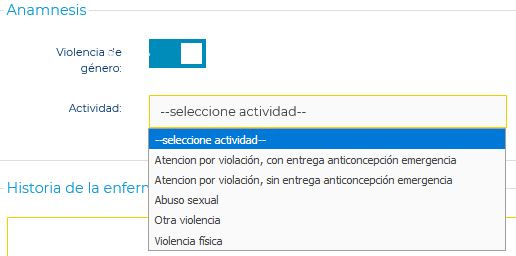 Anamnesis
Violencia de
género:
Actividad:
--seleccione actividad--
--seleccione actividad--
Atencion por violación, con entrega anticoncepción emergencia
Atencion por violación, sin entrega anticoncepción emergencia
Abuso sexual
Otra violencia
Violencia física
Historia de la enferm